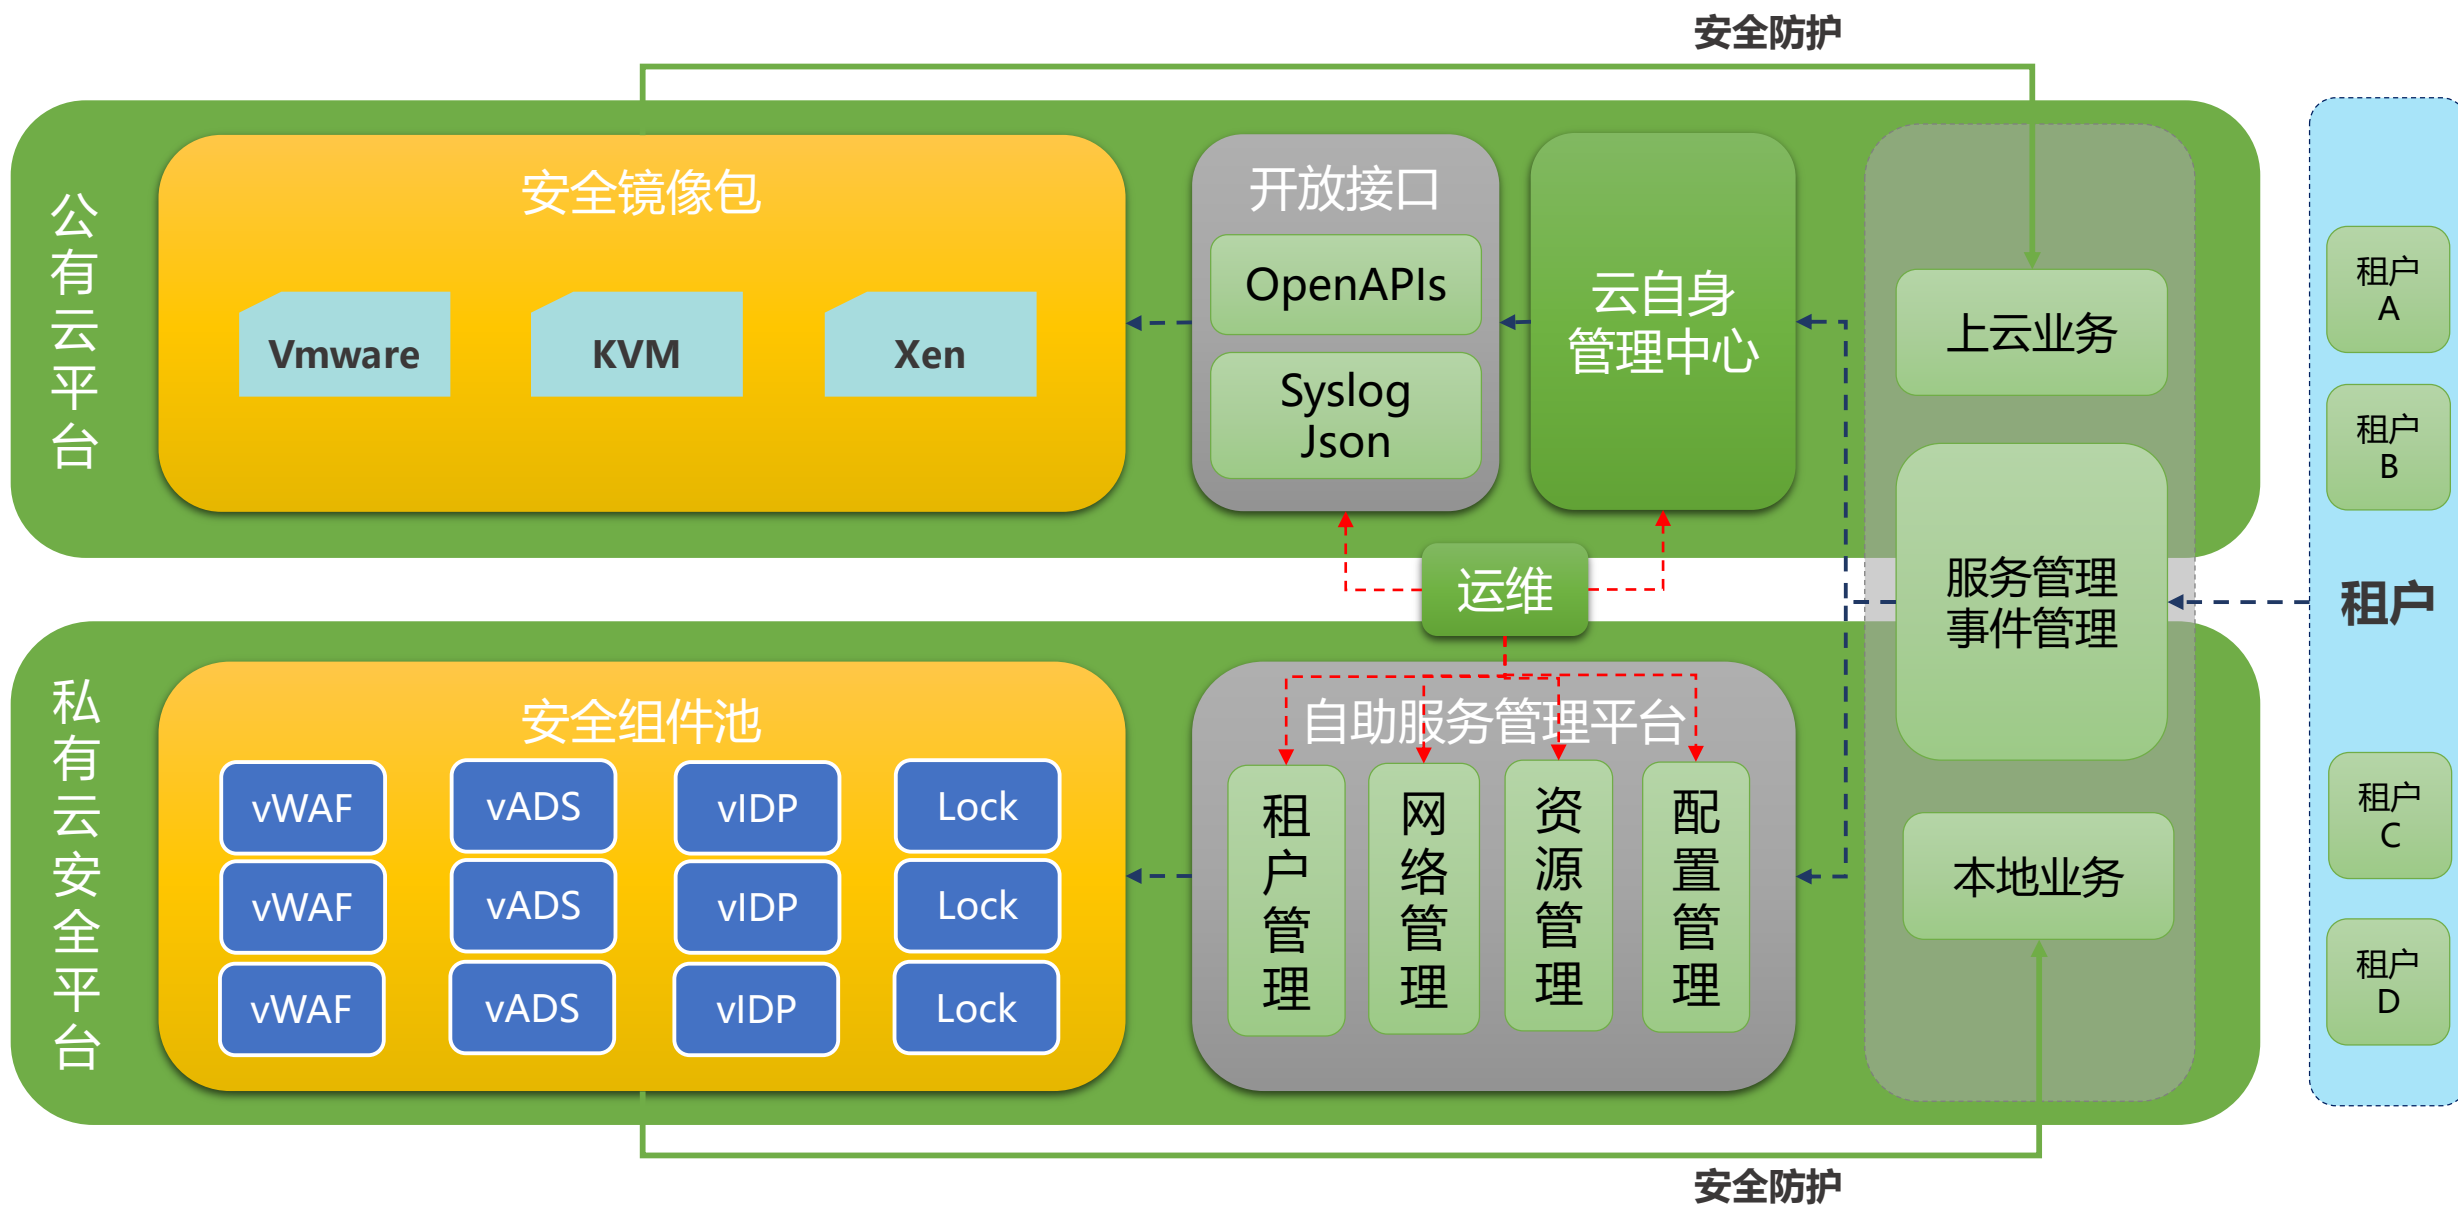 安全防护
公有云平台
安全镜像包
Vmware
KVM
Xen
开放接口
OpenAPIs
Syslog
Json
云自身
管理中心
上云业务
服务管理
事件管理
本地业务
运维
租户
A
租户
B
租户
租户
C
租户
D
私有云安全平台
安全组件池
vWAF
vADS
vIDP
Lock
vWAF
vADS
vIDP
Lock
vWAF
vADS
vIDP
Lock
自助服务管理平台
租户管理
网络管理
资源管理
配置管理
安全防护